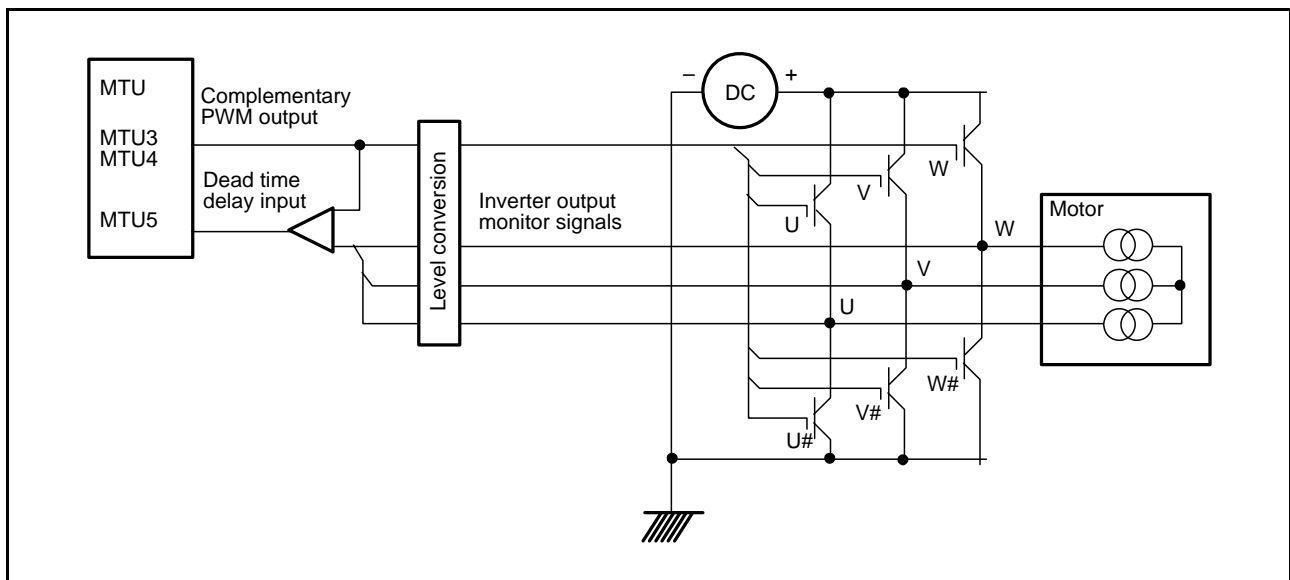 MTU
MTU3
MTU4
MTU5
Complementary
PWM output
Dead time
delay input
Level conversion
Inverter output
monitor signals
–
DC
+
W
V
U
W
V
U
W#
V#
U#
Motor